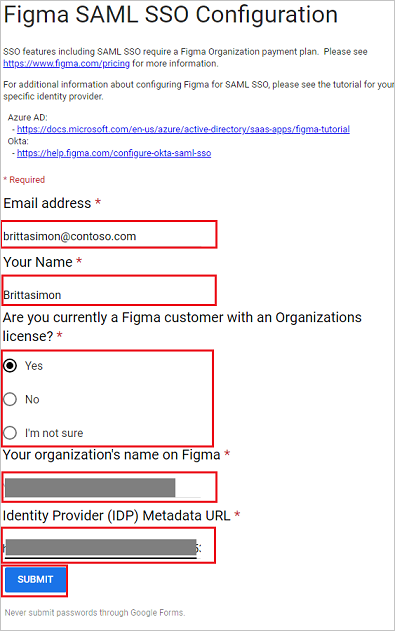 Figma SAML SSO Configuration
SSO features including SAML SSO require a Figma Organization payment plan. Please see
https://www.figma.com/pricing for more information.
For additional information about configuring Figma for SAML SSO, please see the tutorial for your
specific identity provider.
Azure AD:
- https://docs.microsoft.com/en-us/azure/active-directory/saas-apps/figma-tutorial
Okta:
- https://help.figma.com/configure-okta-saml-sso
* Required
Email address *
brittasimon@contoso.com
Your Name *
Brittasimon
Are you currently a Figma customer with an Organizations
license? *
Yes
No
I'm not sure
Your organization's name on Figma *
Identity Provider (IDP) Metadata URL *
SUBMIT
Never submit passwords through Google Forms.